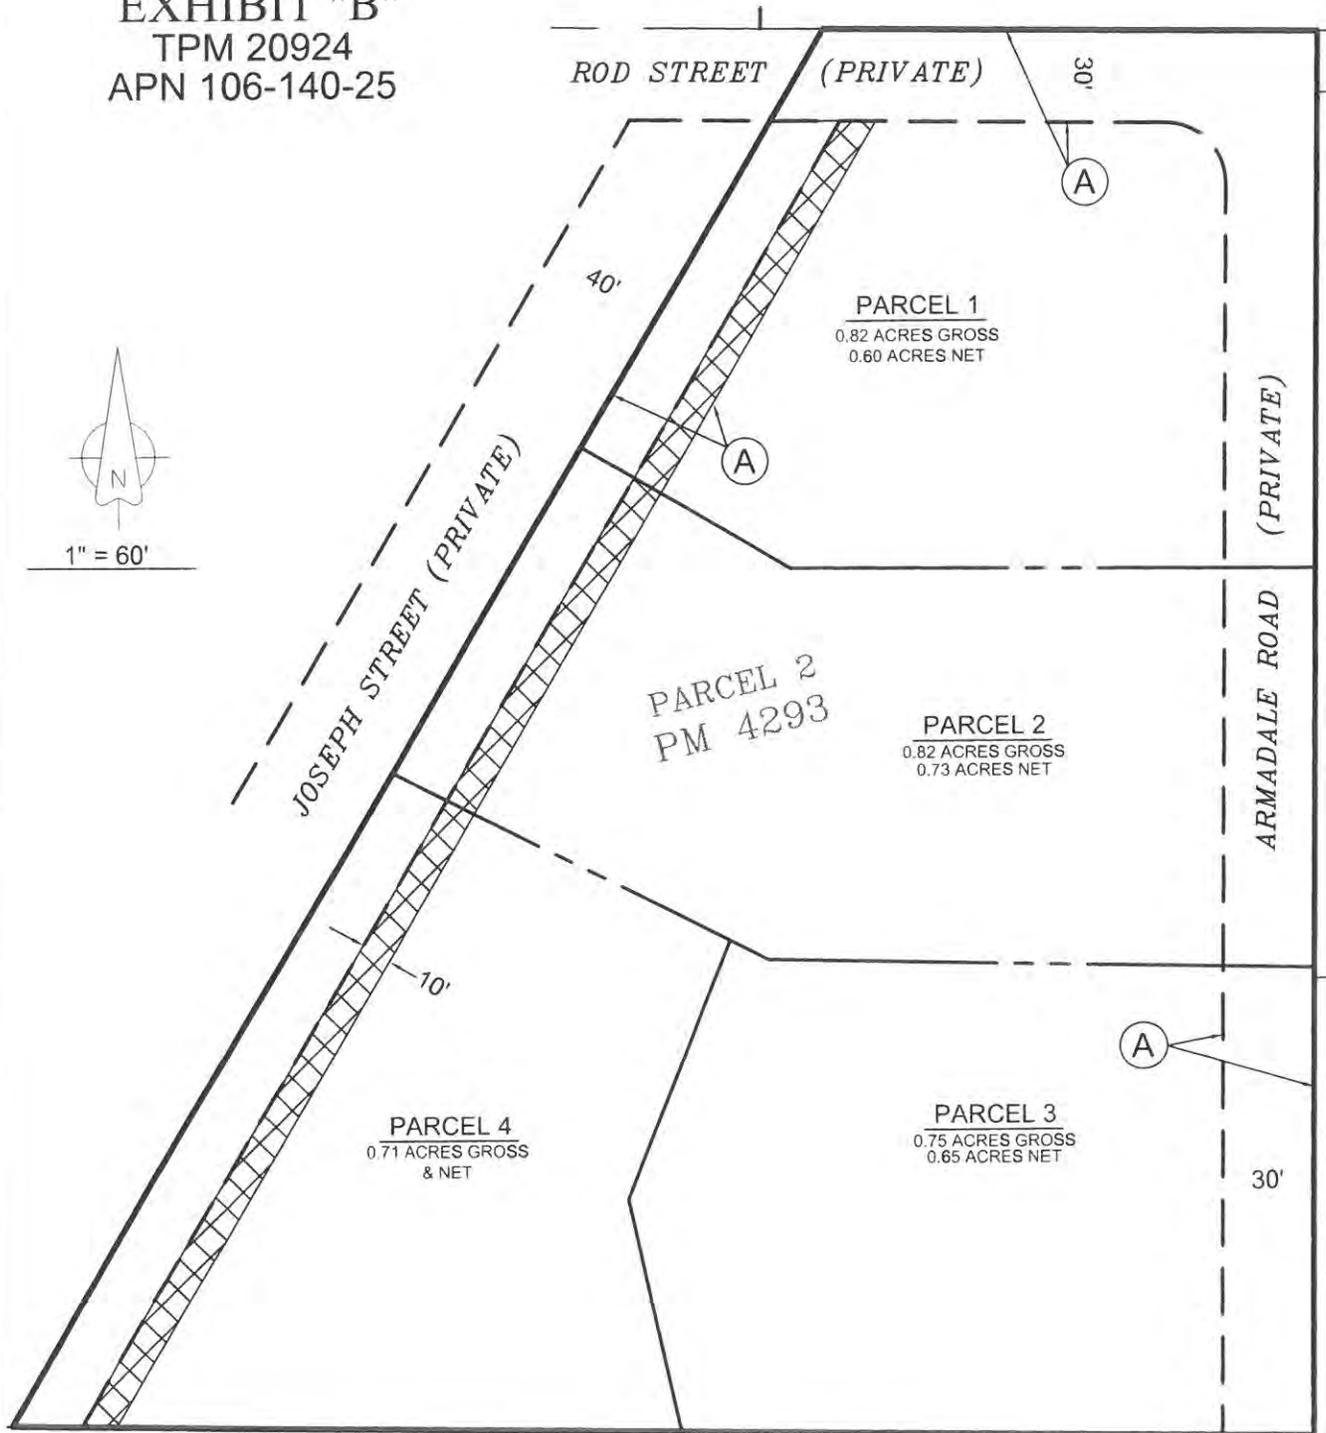 EXHIBIT "B"
TPM 20924
APN 106-140-25
ROD STREET (PRIVATE)
30'
A
40'
PARCEL 1
0.82 ACRES GROSS
0.60 ACRES NET
N
1" = 60'
A
JOSEPH STREET (PRIVATE)
ARMADALE ROAD (PRIVATE)
PARCEL 2
PM 4293
PARCEL 2
0.82 ACRES GROSS
0.73 ACRES NET
10'
A
PARCEL 4
0.71 ACRES GROSS
& NET
PARCEL 3
0.75 ACRES GROSS
0.65 ACRES NET
30'